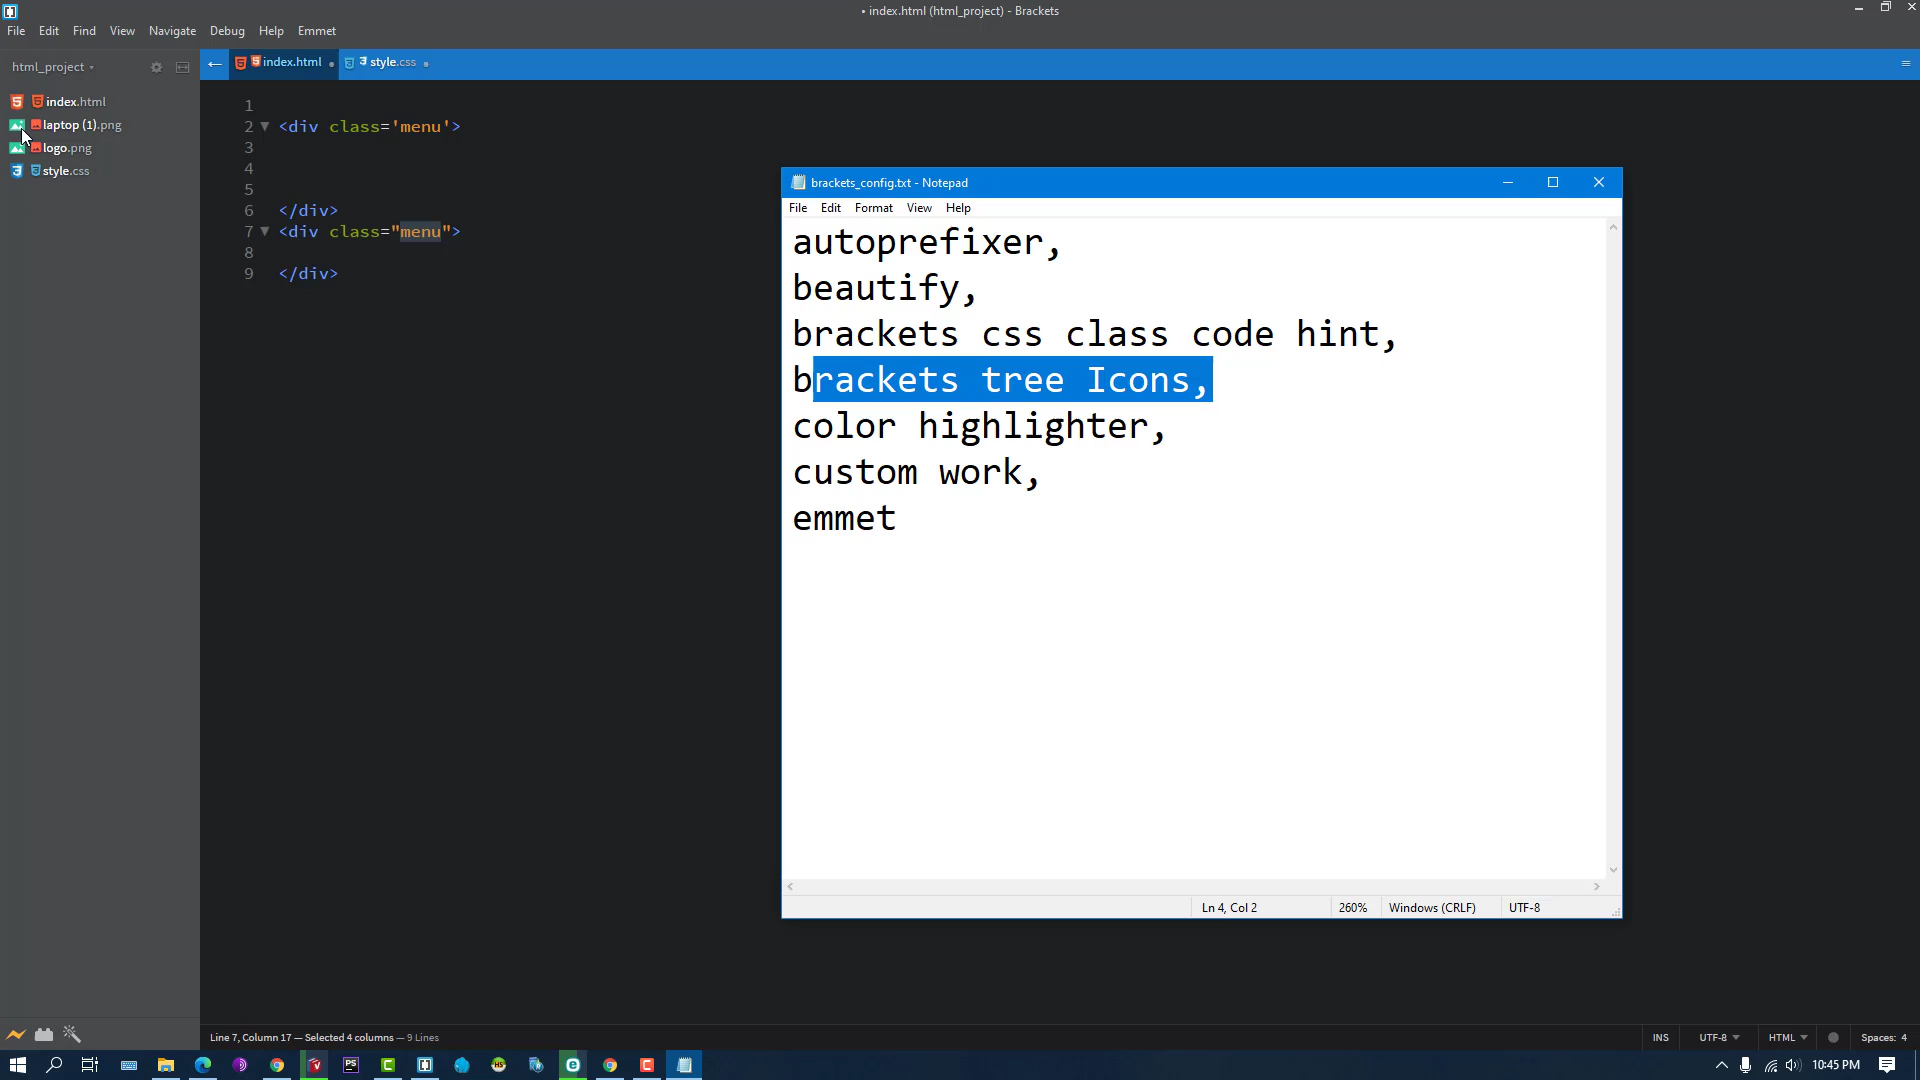 • index.html (html_project) - Brackets
File Edit Find View Navigate Debug Help Emmet
html_project
index.html
style.css
index.html
laptop (1).png
logo.png
style.css
1
2 <div class='menu'>
3
4
5
6 </div>
7 <div class="menu">
8
9 </div>
brackets_config.txt - Notepad
File Edit Format View Help
autoprefixer,
beautify,
brackets css class code hint,
brackets tree Icons,
color highlighter,
custom work,
emmet
Ln 4, Col 2 260% Windows (CRLF) UTF-8
Line 7, Column 17 — Selected 4 columns — 9 Lines
INS UTF-8 HTML Spaces: 4
10:45 PM